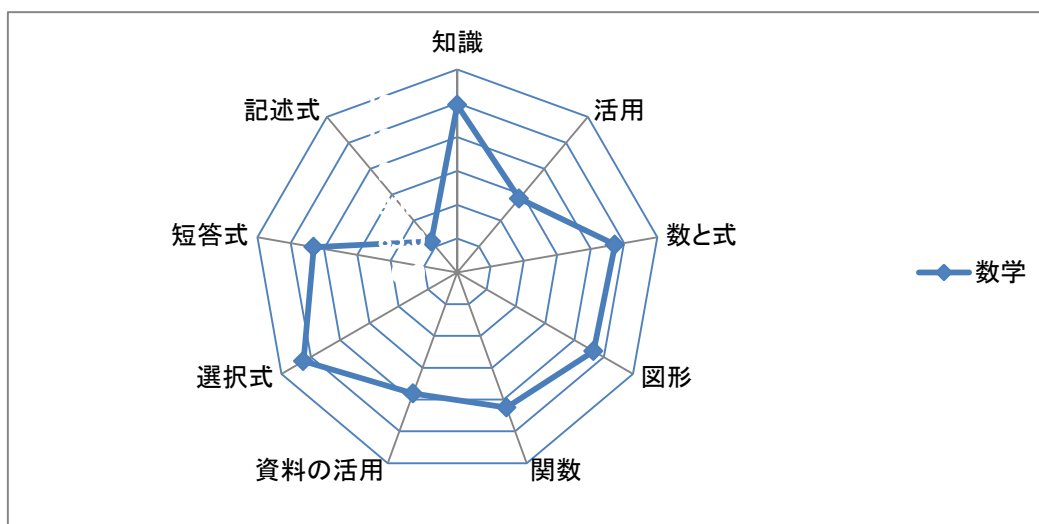 知識
記述式
活用
短答式
数と式
数学
選択式
図形
資料の活用
関数